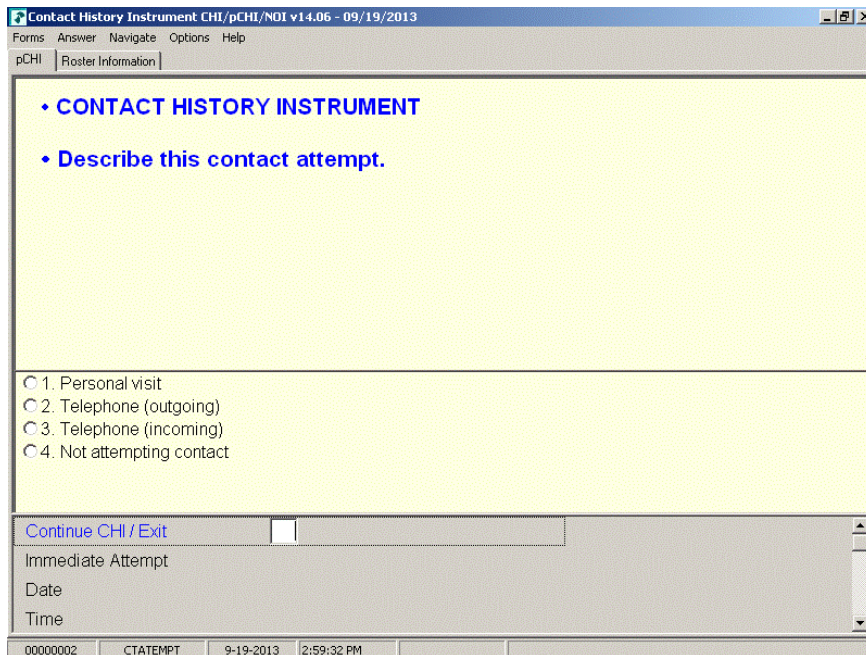 Contact History Instrument CHI/pCHI/NOI v14.06 - 09/19/2013
Forms Answer Navigate Options Help
pCHI Roster Information
• CONTACT HISTORY INSTRUMENT
• Describe this contact attempt.
1. Personal visit
2. Telephone (outgoing)
3. Telephone (incoming)
4. Not attempting contact
Continue CHI / Exit
Immediate Attempt
Date
Time
00000002 CTATEMPT 9-19-2013 2:59:32 PM